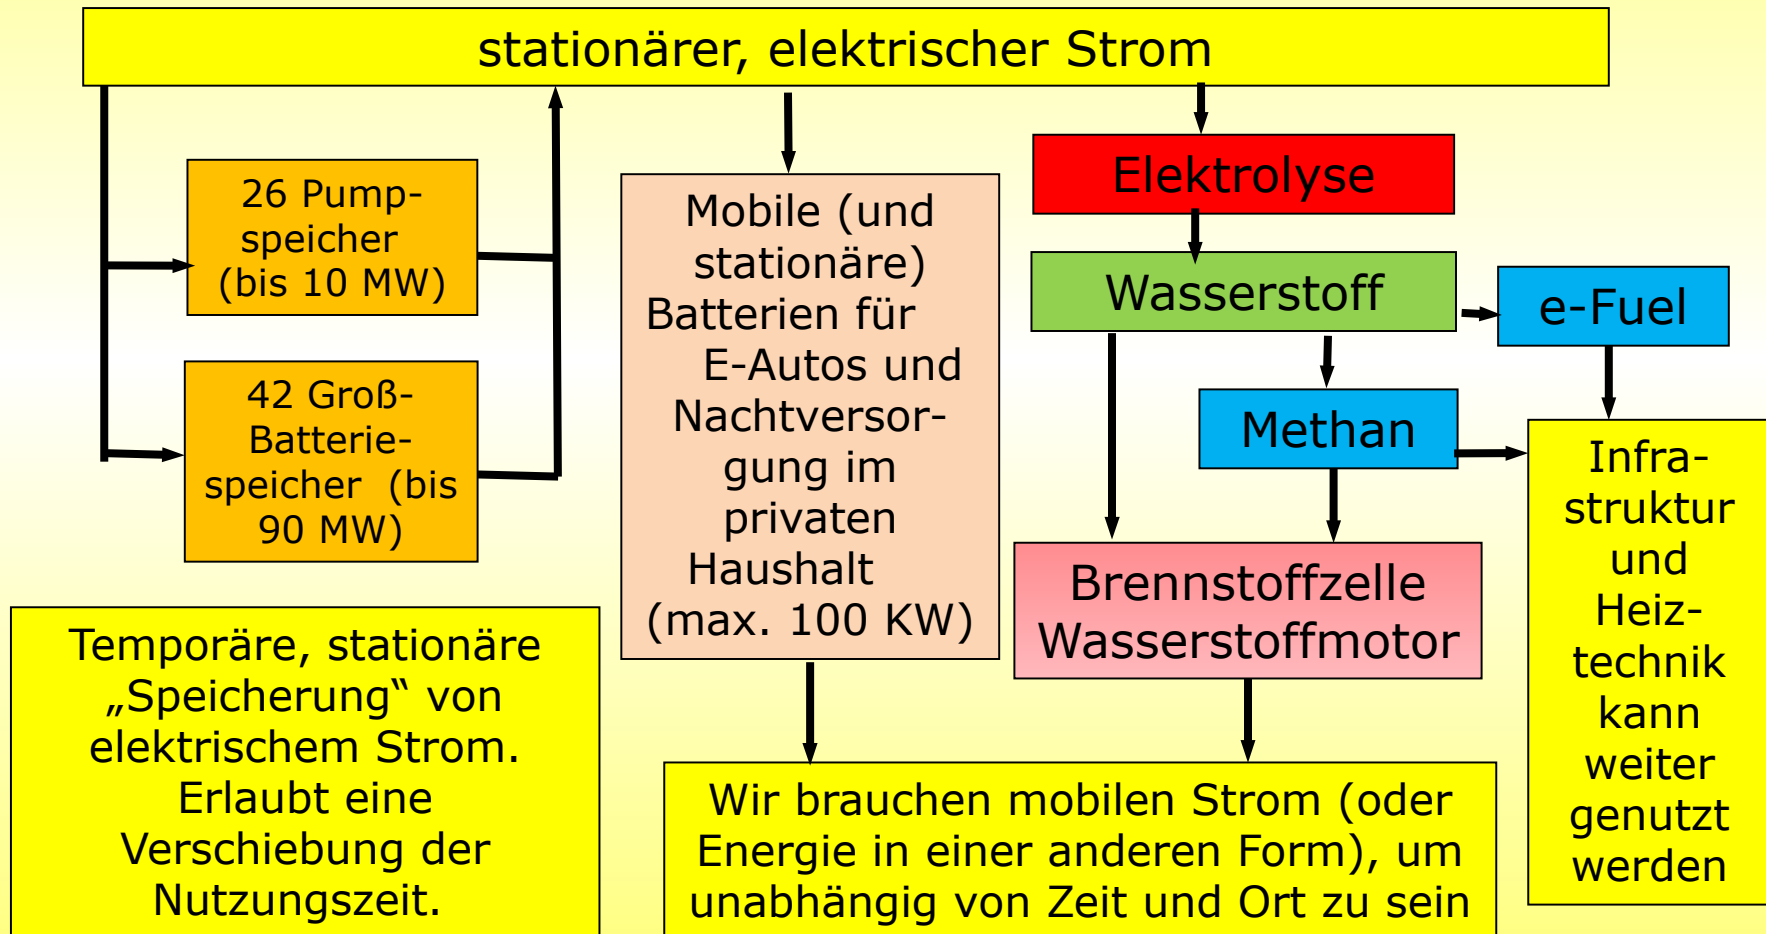 stationärer, elektrischer Strom
26 Pump-
speicher
(bis 10 MW)
42 Groß-
Batterie-
speicher (bis
90 MW)
Temporäre, stationäre
„Speicherung“ von
elektrischem Strom.
Erlaubt eine
Verschiebung der
Nutzungszeit.
Mobile (und
stationäre)
Batterien für
E-Autos und
Nachtversor-
gung im
privaten
Haushalt
(max. 100 KW)
Elektrolyse
Wasserstoff
e-Fuel
Methan
Brennstoffzelle
Wasserstoffmotor
Infra-
struktur
und
Heiz-
technik
kann
weiter
genutzt
werden
Wir brauchen mobilen Strom (oder
Energie in einer anderen Form), um
unabhängig von Zeit und Ort zu sein